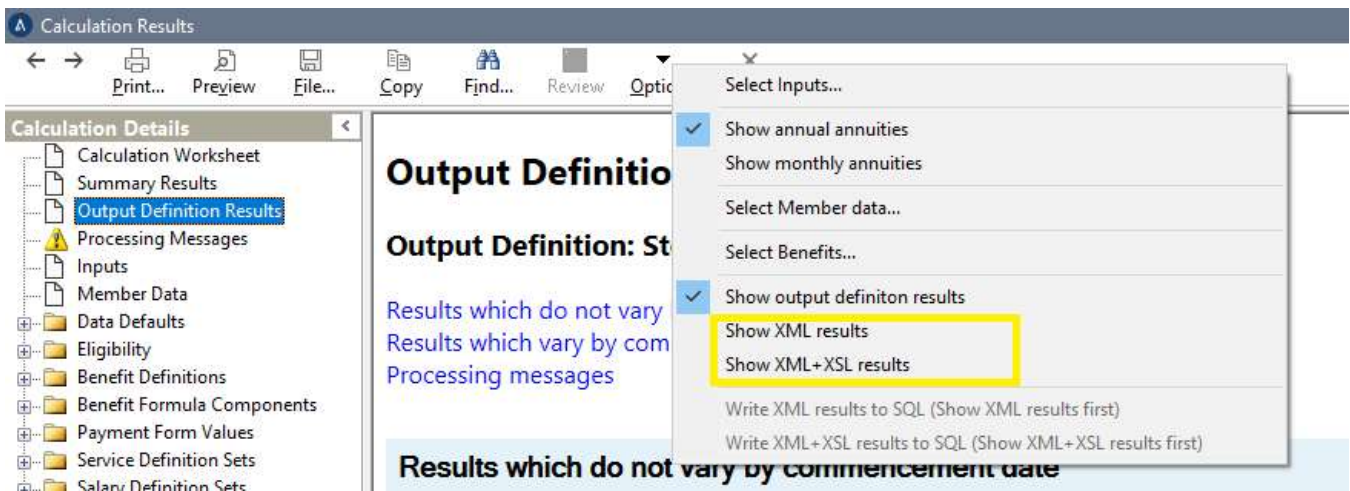 Calculation Results
Print... Preview File... Copy Find... Review Optio
Calculation Details
Calculation Worksheet
Summary Results
Output Definition Results
Processing Messages
Inputs
Member Data
Data Defaults
Eligibility
Benefit Definitions
Benefit Formula Components
Payment Form Values
Service Definition Sets
Salary Definition Sets
Output Definitio
Output Definition: St
Results which do not vary
Results which vary by com
Processing messages
Results which do not vary by commencement date
Select Inputs...
Show annual annuities
Show monthly annuities
Select Member data...
Select Benefits...
Show output definiton results
Show XML results
Show XML+XSL results
Write XML results to SQL (Show XML results first)
Write XML+XSL results to SQL (Show XML+XSL results first)